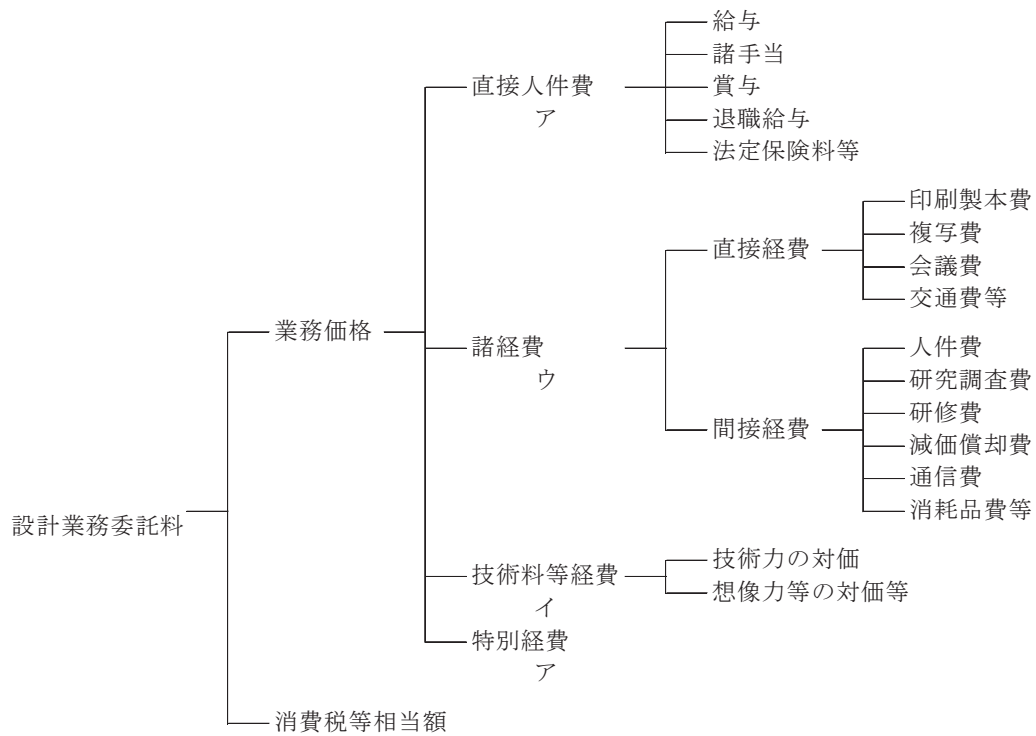 給与
諸手当
直接人件費
ア
賞与
退職給与
法定保険料等
印刷製本費
直接経費
複写費
会議費
交通費等
業務価格
諸経費
ウ
人件費
研究調査費
間接経費
研修費
減価償却費
通信費
消耗品費等
設計業務委託料
技術料等経費
イ
技術力の対価
想像力等の対価等
特別経費
ア
消費税等相当額